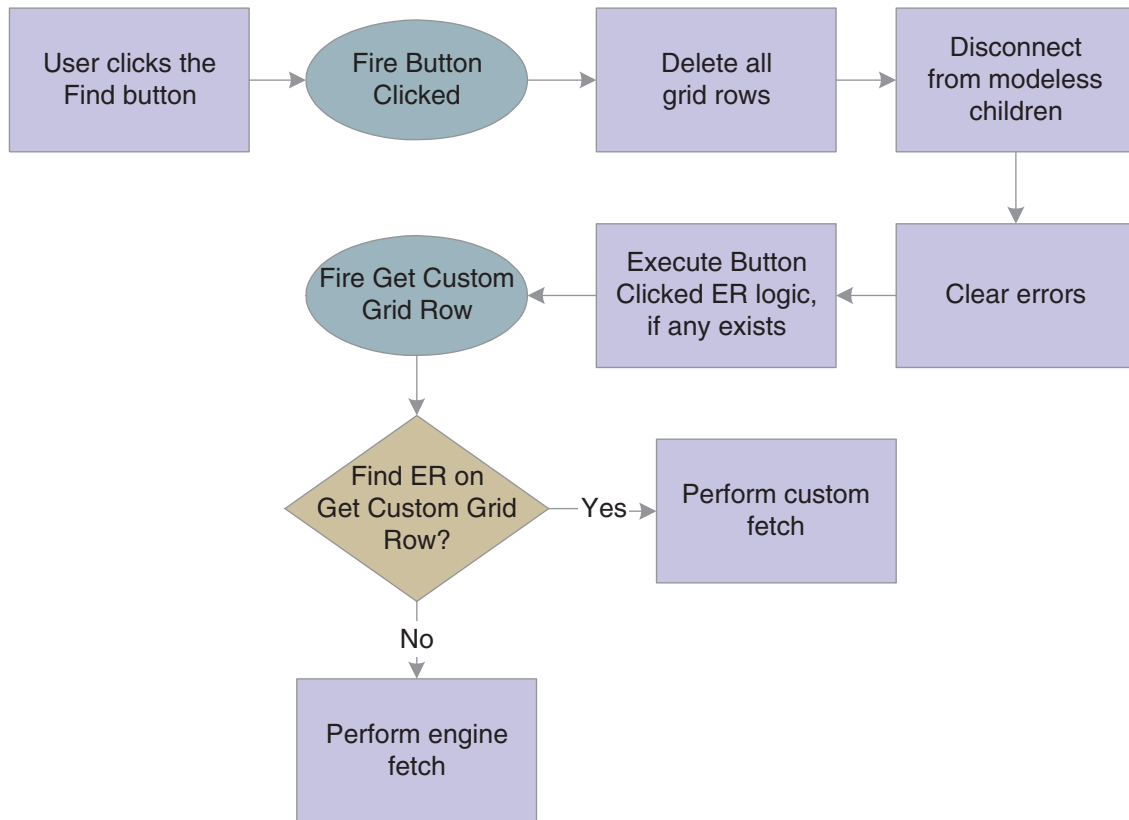 User clicks the
Find button
Fire Button
Clicked
Delete all
grid rows
Disconnect
from modeless
children
Clear errors
Execute Button
Clicked ER logic,
if any exists
Fire Get Custom
Grid Row
Find ER on
Get Custom Grid
Row?
Yes
Perform custom
fetch
No
Perform engine
fetch